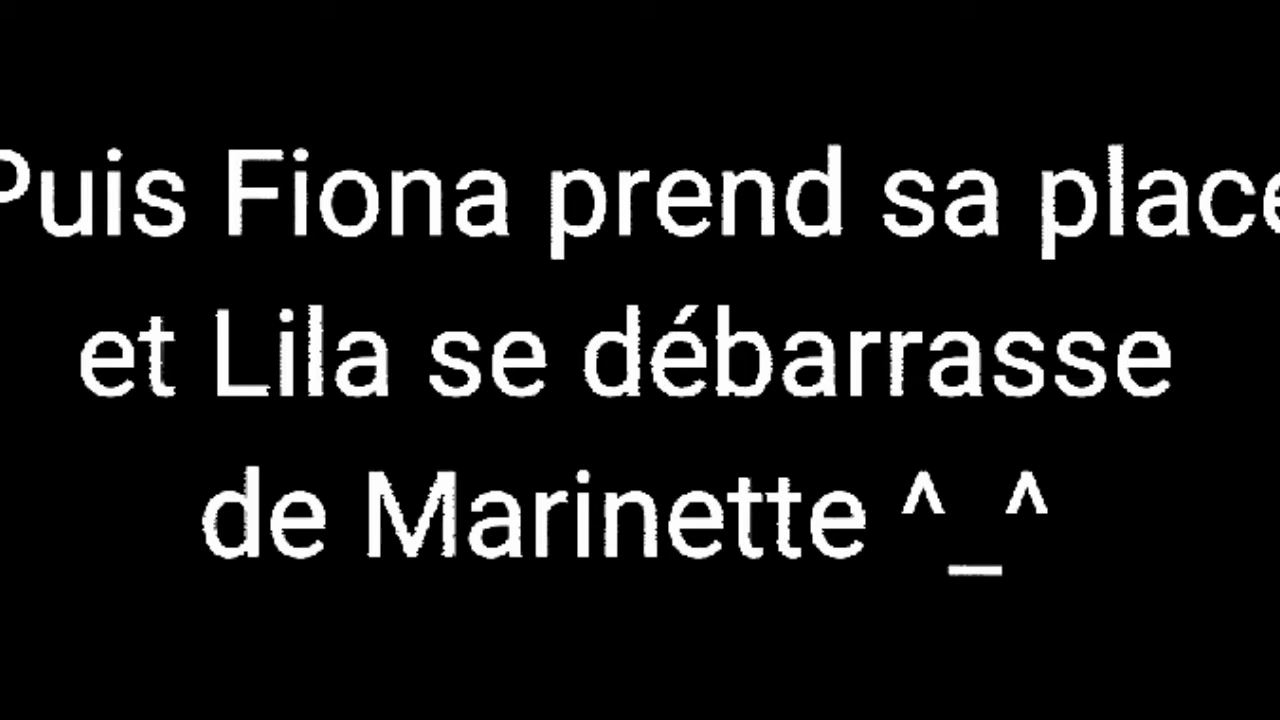 Puis Fiona prend sa place
et Lila se débarrasse
de Marinette ^_^